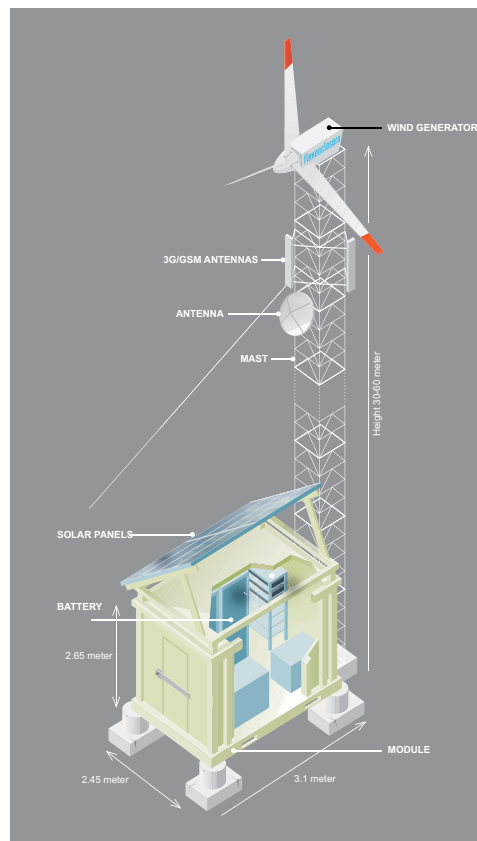 WIND GENERATOR
flexenclosure
3G/GSM ANTENNAS
ANTENNA
MAST
Height 30-60 meter
SOLAR PANELS
BATTERY
2.65 meter
MODULE
2.45 meter
3.1 meter